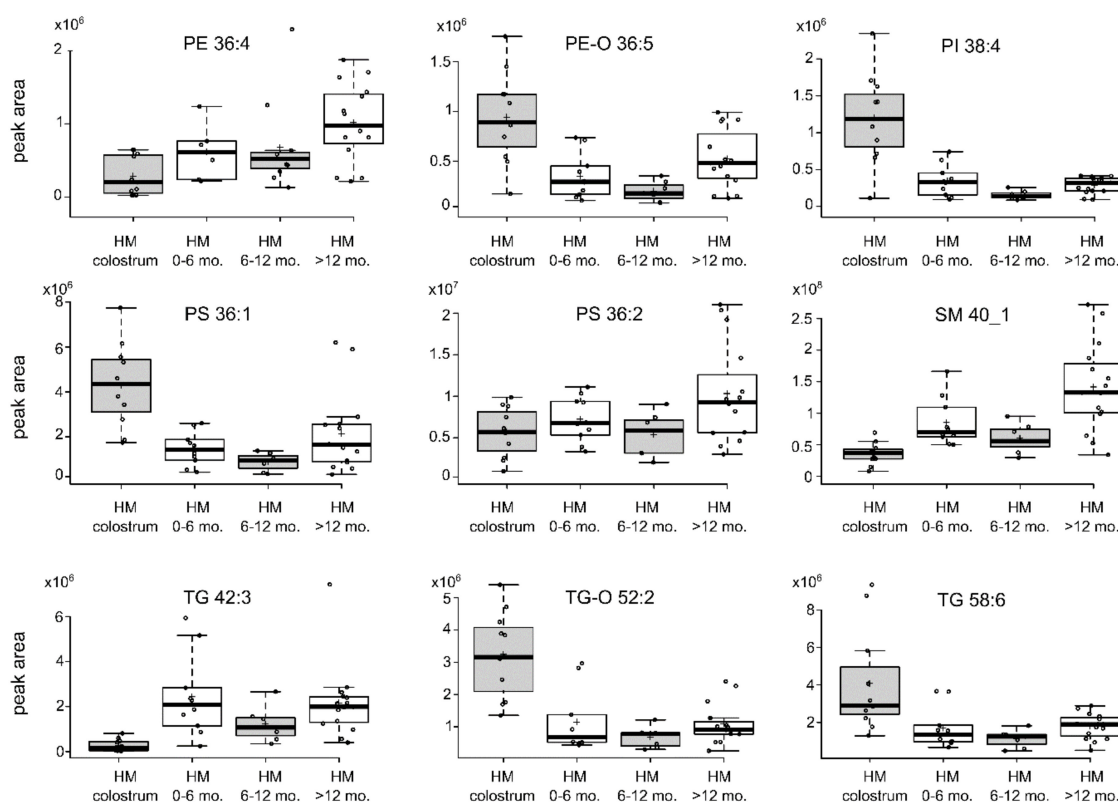 x10⁶
PE 36:4
2
1
0
peak area
HM colostrum
HM 0-6 mo.
HM 6-12 mo.
HM >12 mo.
x10⁶
PE-O 36:5
1.5
1
0.5
0
HM colostrum
HM 0-6 mo.
HM 6-12 mo.
HM >12 mo.
x10⁶
PI 38:4
2
1.5
1
0.5
0
HM colostrum
HM 0-6 mo.
HM 6-12 mo.
HM >12 mo.
x10⁶
PS 36:1
8
6
4
2
0
peak area
HM colostrum
HM 0-6 mo.
HM 6-12 mo.
HM >12 mo.
x10⁷
PS 36:2
2
1.5
1
0.5
0
HM colostrum
HM 0-6 mo.
HM 6-12 mo.
HM >12 mo.
x10⁸
SM 40_1
2.5
2
1.5
1
0.5
0
HM colostrum
HM 0-6 mo.
HM 6-12 mo.
HM >12 mo.
x10⁶
TG 42:3
6
4
2
0
peak area
HM colostrum
HM 0-6 mo.
HM 6-12 mo.
HM >12 mo.
x10⁶
TG-O 52:2
5
4
3
2
1
HM colostrum
HM 0-6 mo.
HM 6-12 mo.
HM >12 mo.
x10⁶
TG 58:6
8
6
4
2
HM colostrum
HM 0-6 mo.
HM 6-12 mo.
HM >12 mo.